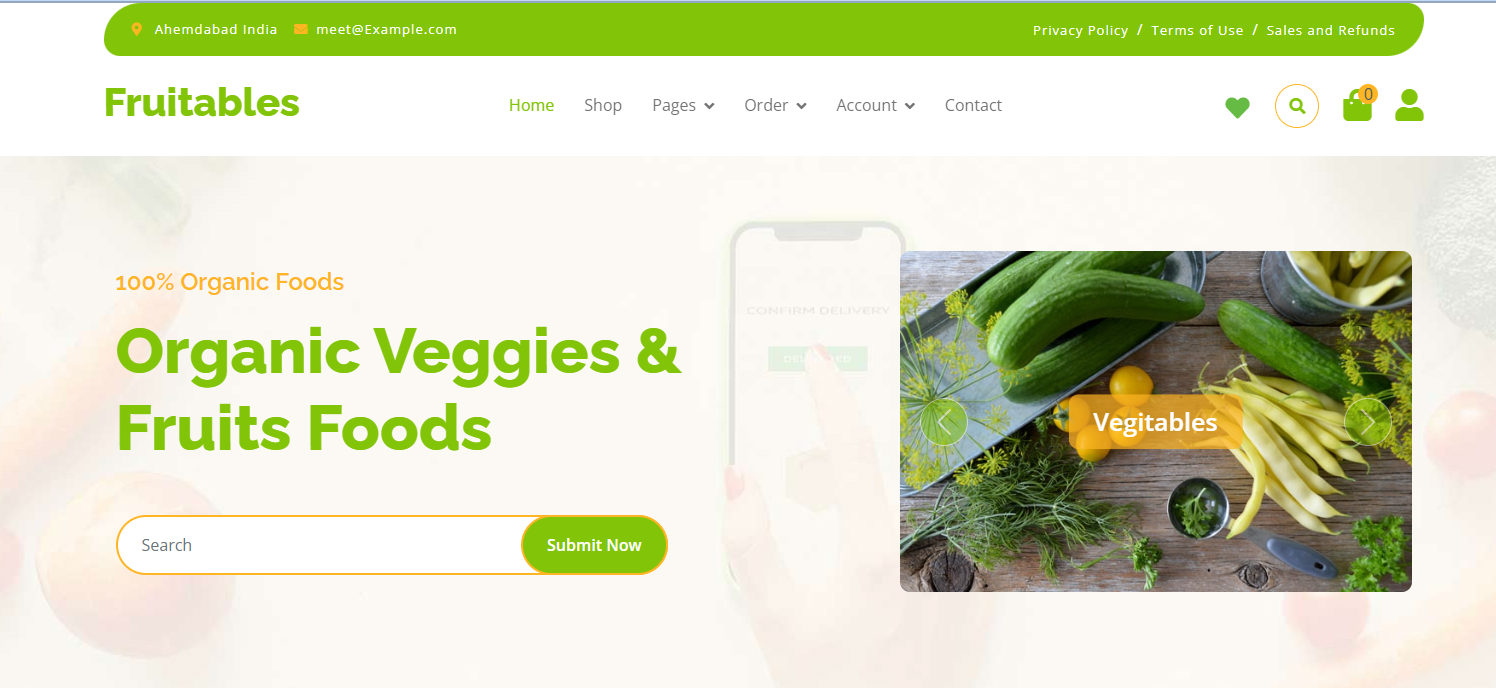 Ahemdabad India meet@Example.com Privacy Policy / Terms of Use / Sales and Refunds
Fruitables Home Shop Pages Order Account Contact 0
100% Organic Foods
Organic Veggies &
Fruits Foods
Search Submit Now
CONFIRM DELIVERY
Vegitables